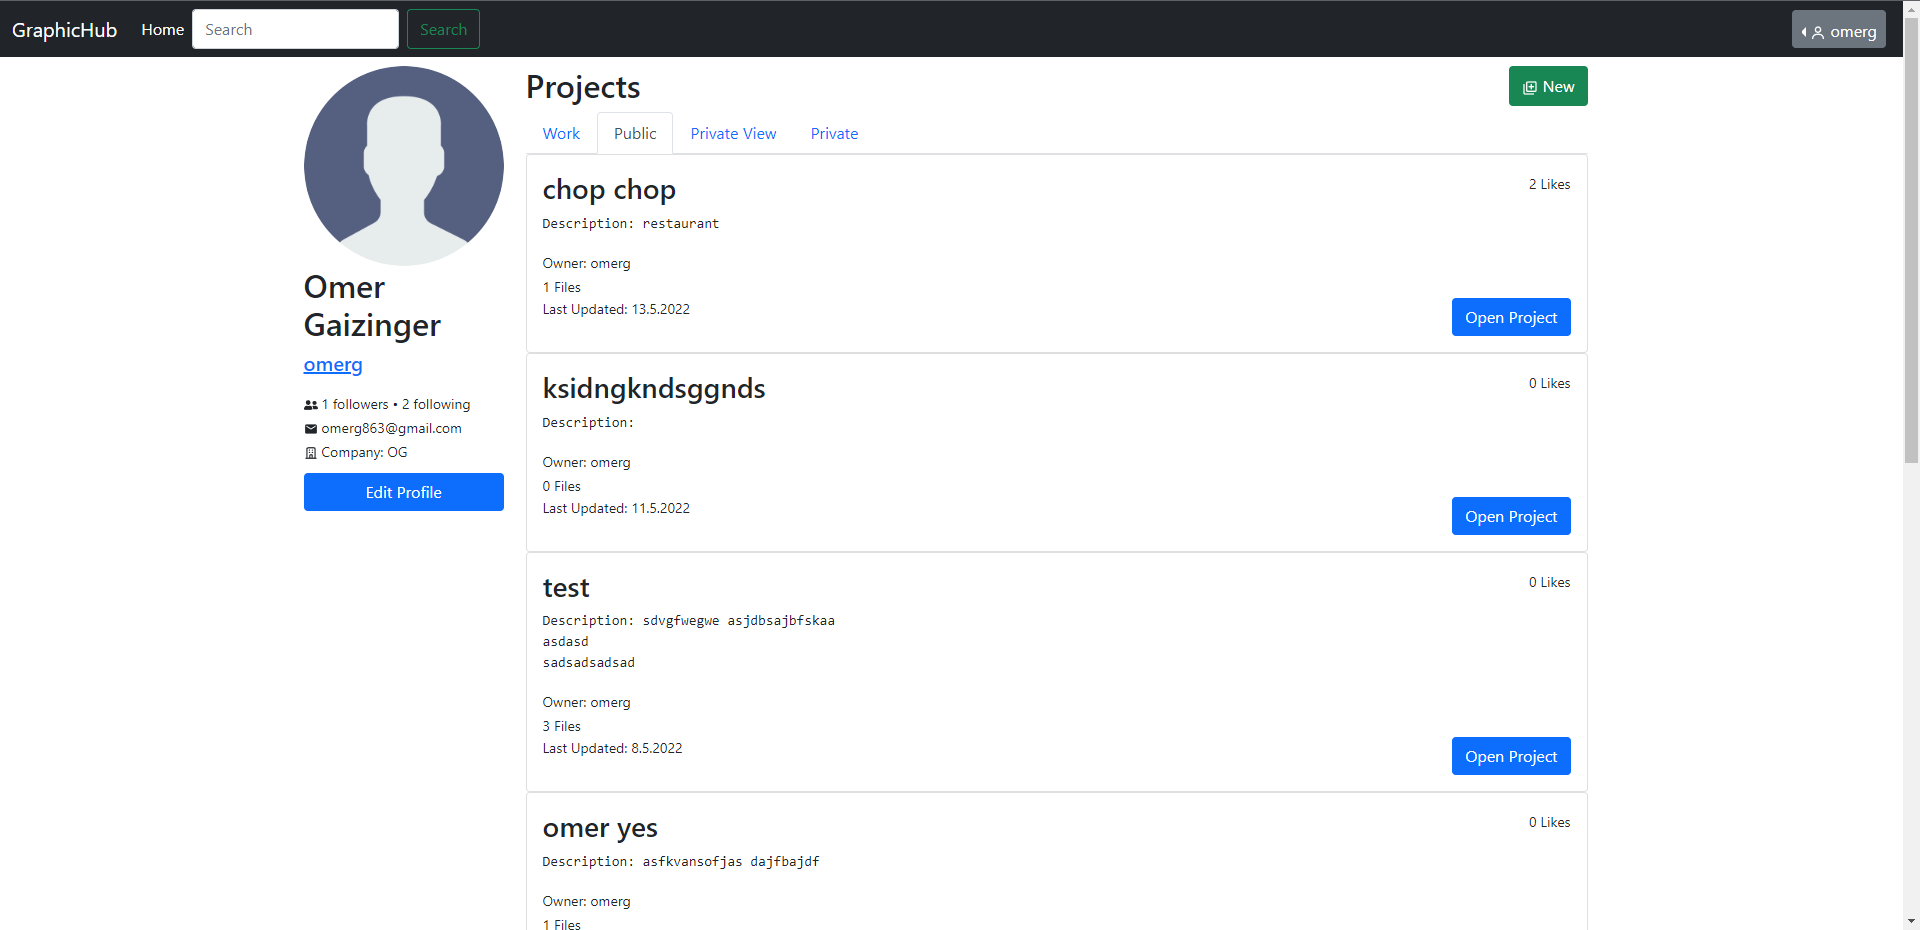 GraphicHub Home Search Search omerg
Omer
Gaizinger
omerg
1 followers • 2 following
omerg863@gmail.com
Company: OG
Edit Profile
Projects
New
Work Public Private View Private
chop chop
2 Likes
Description: restaurant
Owner: omerg
1 Files
Last Updated: 13.5.2022
Open Project
ksidngkndsggnds
0 Likes
Description:
Owner: omerg
0 Files
Last Updated: 11.5.2022
Open Project
test
0 Likes
Description: sdvgfwegwe asjdbsajbfskaa
asdasd
sadsadsadsad
Owner: omerg
3 Files
Last Updated: 8.5.2022
Open Project
omer yes
0 Likes
Description: asfkvansofjas dajfbajdf
Owner: omerg
1 Files